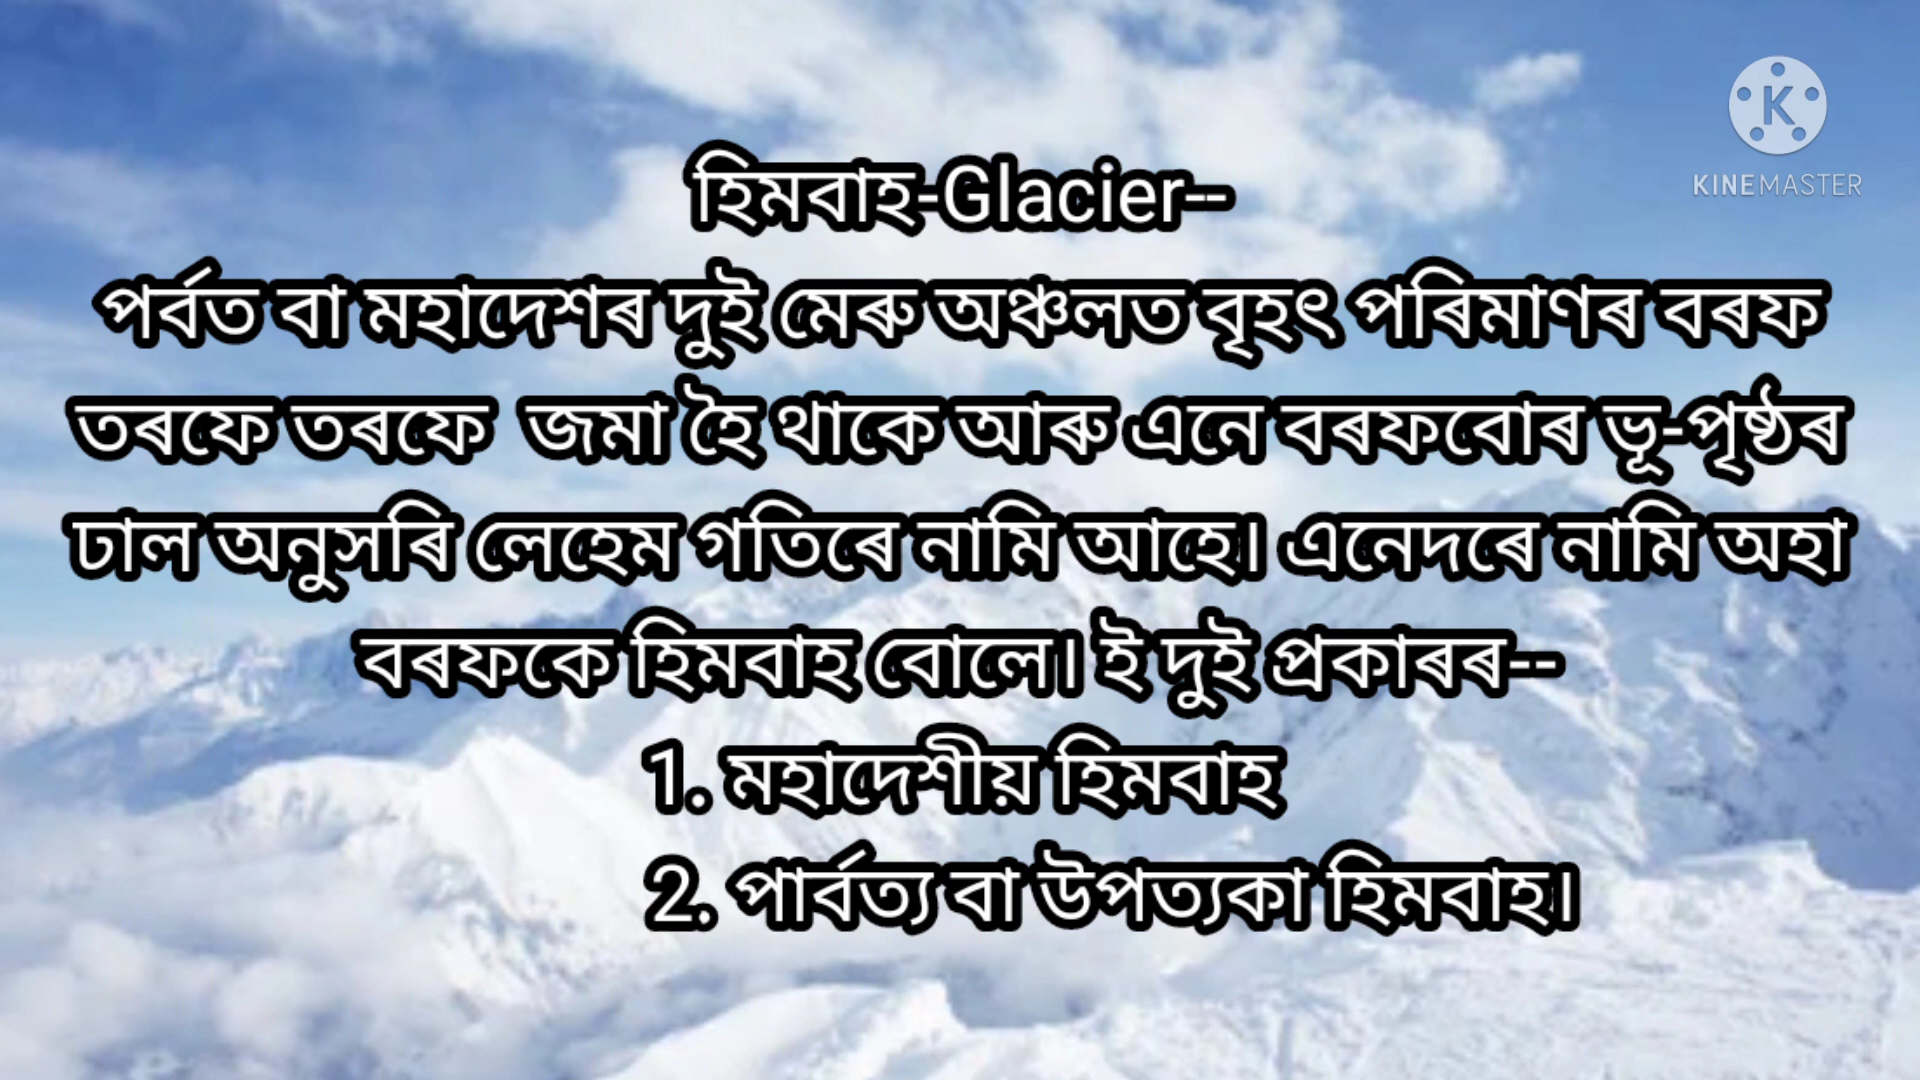 হিমবাহ-Glacier--
পৰ্বত বা মহাদেশৰ দুই মেৰু অঞ্চলত বৃহৎ পৰিমাণৰ বৰফ
তৰফে তৰফে জমা হৈ থাকে আৰু এনে বৰফবোৰ ভূ-পৃষ্ঠৰ
ঢাল অনুসৰি লেহেম গতিৰে নামি আহে। এনেদৰে নামি অহা
বৰফকে হিমবাহ বোলে। ই দুই প্ৰকাৰৰ--
1. মহাদেশীয় হিমবাহ
2. পাৰ্বত্য বা উপত্যকা হিমবাহ।
K
KINEMASTER